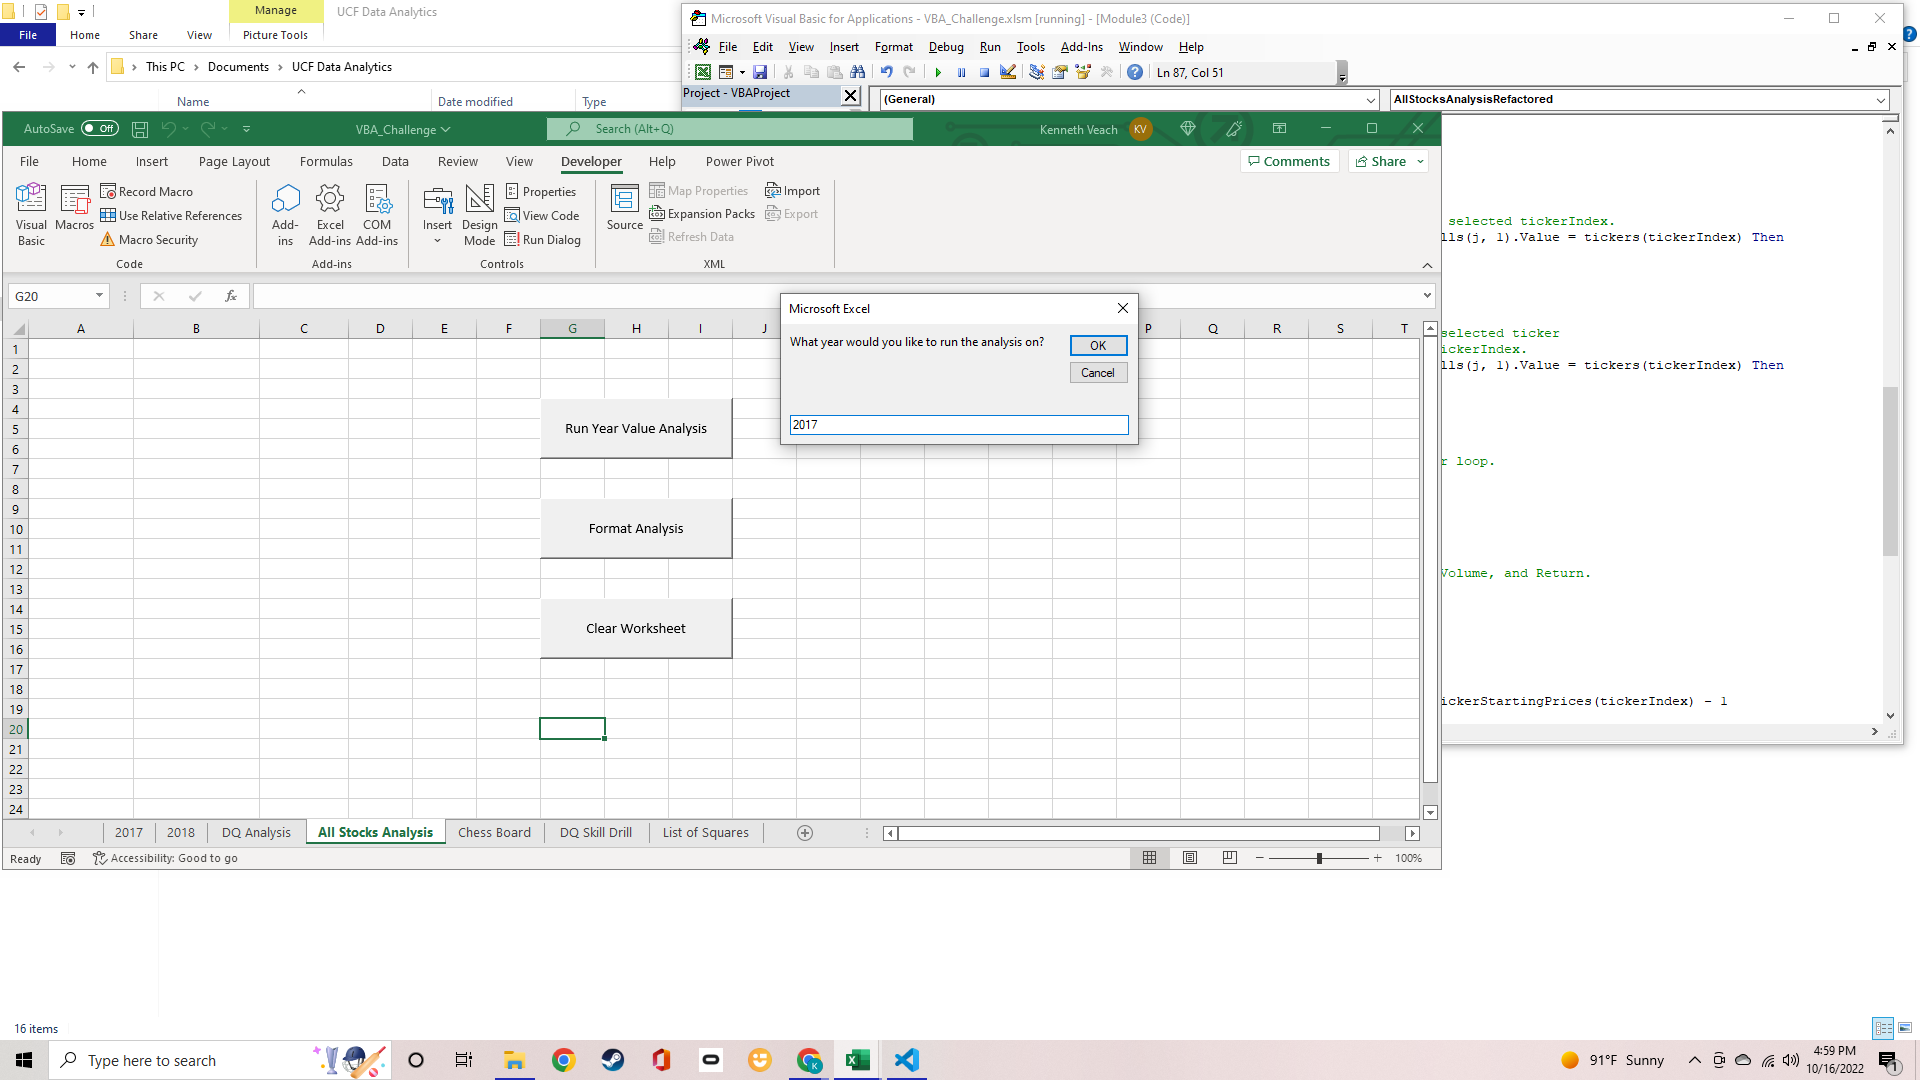 Manage
UCF Data Analytics
File
Home
Share
View
Picture Tools
This PC
Documents
UCF Data Analytics
Name
Date modified
Type
Microsoft Visual Basic for Applications - VBA_Challenge.xlsm [running] - [Module3 (Code)]
File Edit View Insert Format Debug Run Tools Add-Ins Window Help
Ln 87, Col 51
Project - VBAProject
(General)
AllStocksAnalysisRefactored
AutoSave Off
VBA_Challenge
Search (Alt+Q)
Kenneth Veach
KV
File Home Insert Page Layout Formulas Data Review View Developer Help Power Pivot
Comments
Share
Visual Basic
Macros
Record Macro
Use Relative References
Macro Security
Code
Add-ins
Excel Add-ins
COM Add-ins
Add-ins
Insert
Design Mode
Properties
View Code
Run Dialog
Controls
Source
Map Properties
Expansion Packs
Refresh Data
Import
Export
XML
G20
fx
A B C D E F G H I J P Q R S T
1
2
3
4
5
6
7
8
9
10
11
12
13
14
15
16
17
18
19
20
21
22
23
24
Run Year Value Analysis
Format Analysis
Clear Worksheet
Microsoft Excel
What year would you like to run the analysis on?
OK
Cancel
2017
selected tickerIndex.
lls(j, 1).Value = tickers(tickerIndex) Then
selected ticker
ickerIndex.
lls(j, 1).Value = tickers(tickerIndex) Then
r loop.
Volume, and Return.
ickerStartingPrices(tickerIndex) - 1
2017 2018 DQ Analysis All Stocks Analysis Chess Board DQ Skill Drill List of Squares
Ready
Accessibility: Good to go
100%
16 items
Type here to search
91°F Sunny
4:59 PM
10/16/2022
1